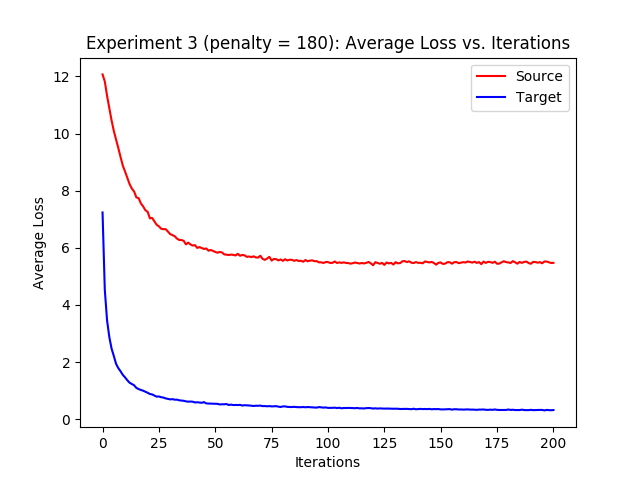 Experiment 3 (penalty = 180): Average Loss vs. Iterations
Source
Target
Average Loss
12
10
8
6
4
2
0
0 25 50 75 100 125 150 175 200
Iterations